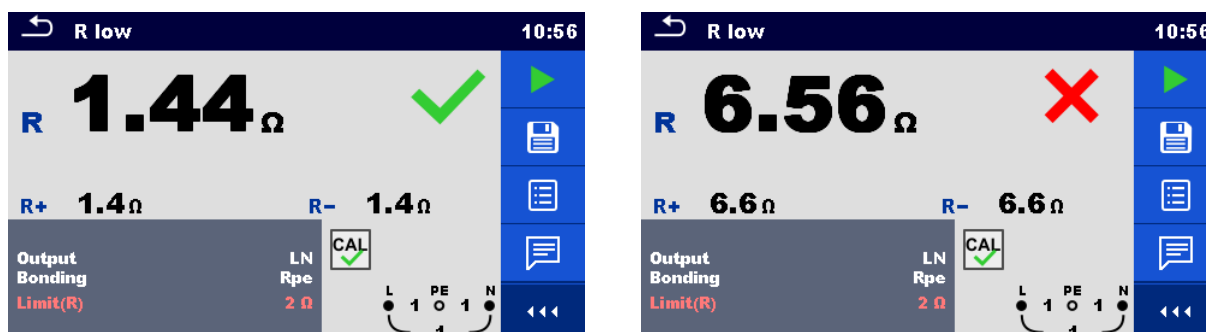 R low 10:56
R 1.44 Ω
R+ 1.4 Ω R- 1.4 Ω
Output LN
Bonding Rpe
Limit(R) 2 Ω
CAL
L PE N
1 1
1
R low 10:56
R 6.56 Ω
R+ 6.6 Ω R- 6.6 Ω
Output LN
Bonding Rpe
Limit(R) 2 Ω
CAL
L PE N
1 1
1